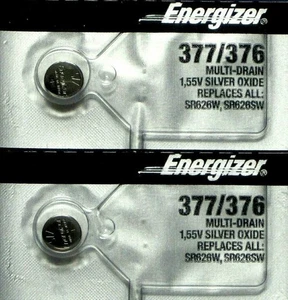 Energizer
377/376
MULTI-DRAIN
1,55V SILVER OXIDE
REPLACES ALL:
SR626W, SR626SW
Energizer
377/376
MULTI-DRAIN
1,55V SILVER OXIDE
REPLACES ALL:
SR626W, SR626SW